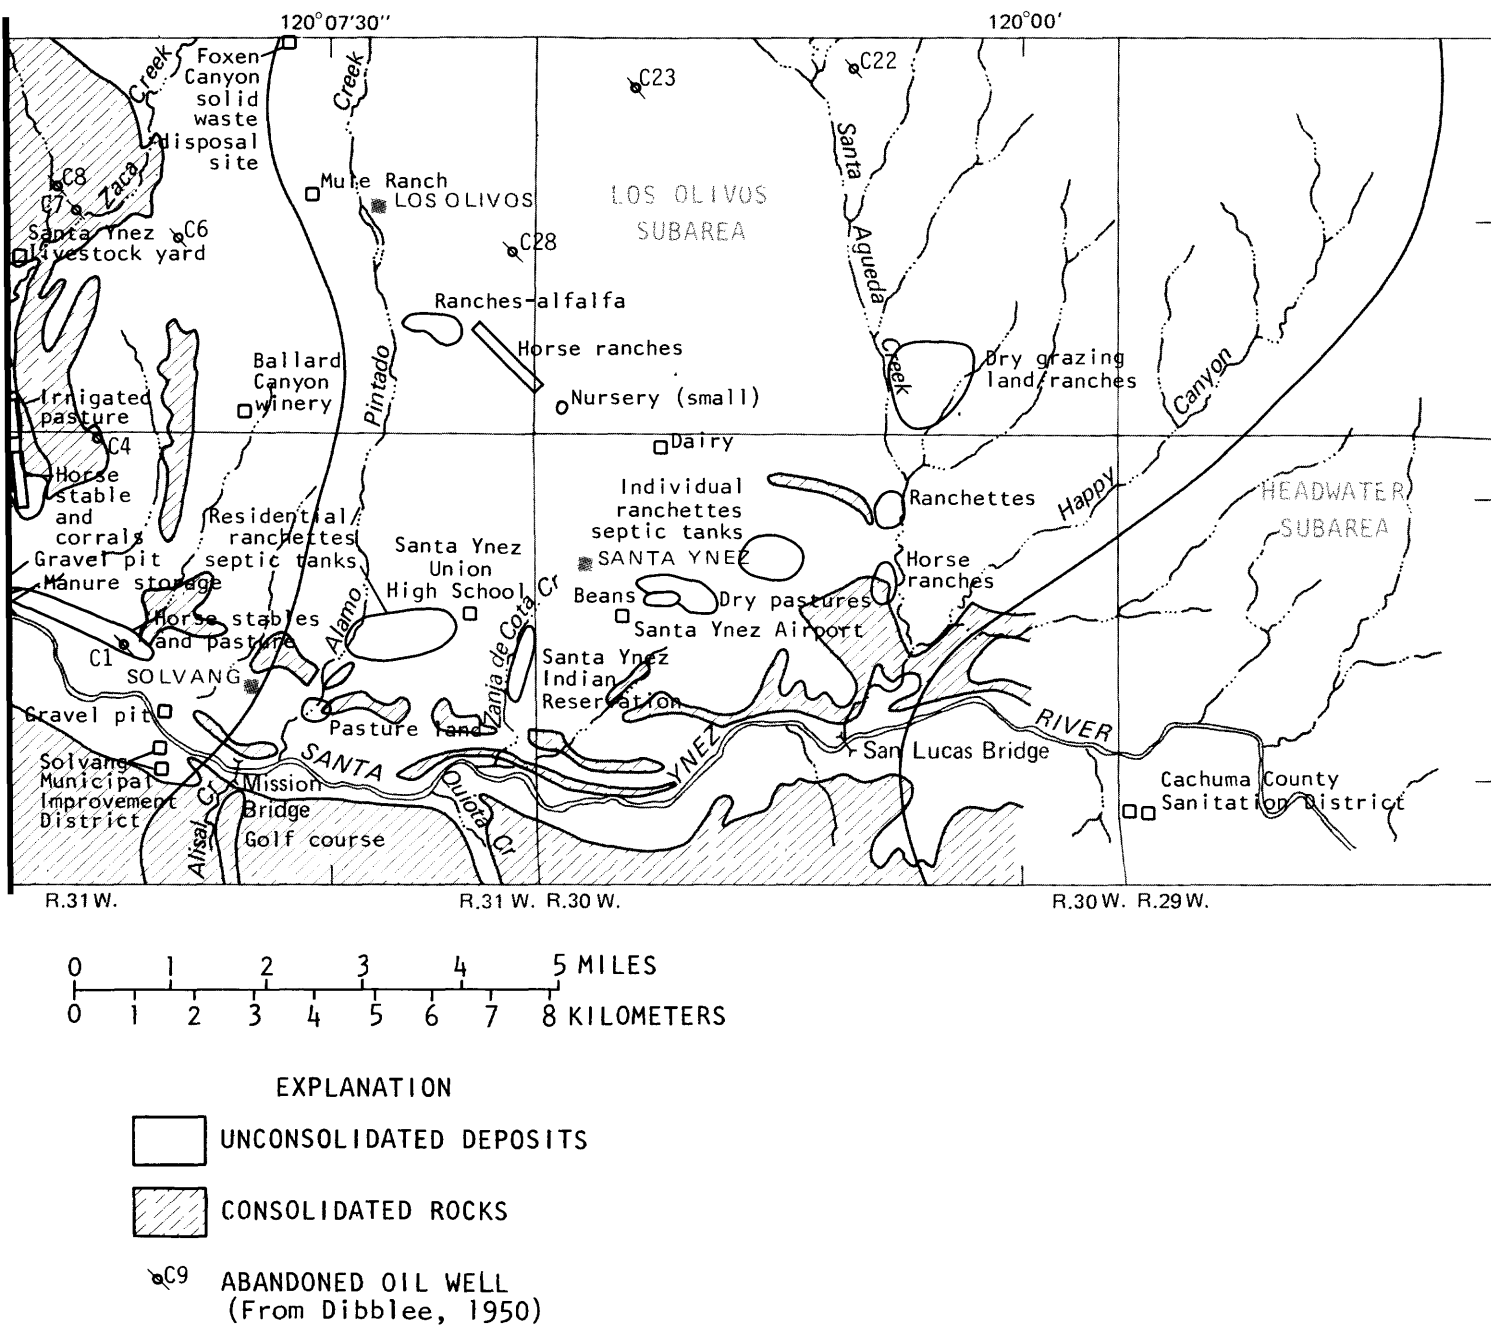 120°07'30"
120°00'
Foxen
Canyon
solid
waste
disposal
site
Creek
Creek
C23
C22
Santa
C8
Zaca
C7
Mule Ranch
LOS OLIVOS
LOS OLIVOS
SUBAREA
Santa Ynez
Livestock yard
C6
C28
Agueda
Ranches-alfalfa
Horse ranches
Creek
Dry grazing
land/ranches
Ballard
Canyon
winery
Pintado
Nursery (small)
Canyon
Irrigated
pasture
C4
Dairy
Horse
stable
and
corrals
Individual
ranchettes
septic tanks
Ranchettes
Happy
HEADWATER
SUBAREA
Residential
ranchettes
septic tanks
Santa Ynez
Union
High School
SANTA YNEZ
Horse
ranches
Gravel pit
Manure storage
Beans
Dry pastures
Santa Ynez Airport
Horse stables
and pasture
Alamo
Zanja de Cota Cr
C1
SOLVANG
Santa Ynez
Indian
Reservation
Gravel pit
Pasture land
SANTA
YNEZ
RIVER
San Lucas Bridge
Solvang
Municipal
Improvement
District
Mission
Bridge
Golf course
Alisal Cr
Quiota Cr
Cachuma County
Sanitation District
R.31W.
R.31W. R.30W.
R.30W. R.29W.
0 1 2 3 4 5 MILES
0 1 2 3 4 5 6 7 8 KILOMETERS
EXPLANATION
UNCONSOLIDATED DEPOSITS
CONSOLIDATED ROCKS
C9 ABANDONED OIL WELL
(From Dibblee, 1950)